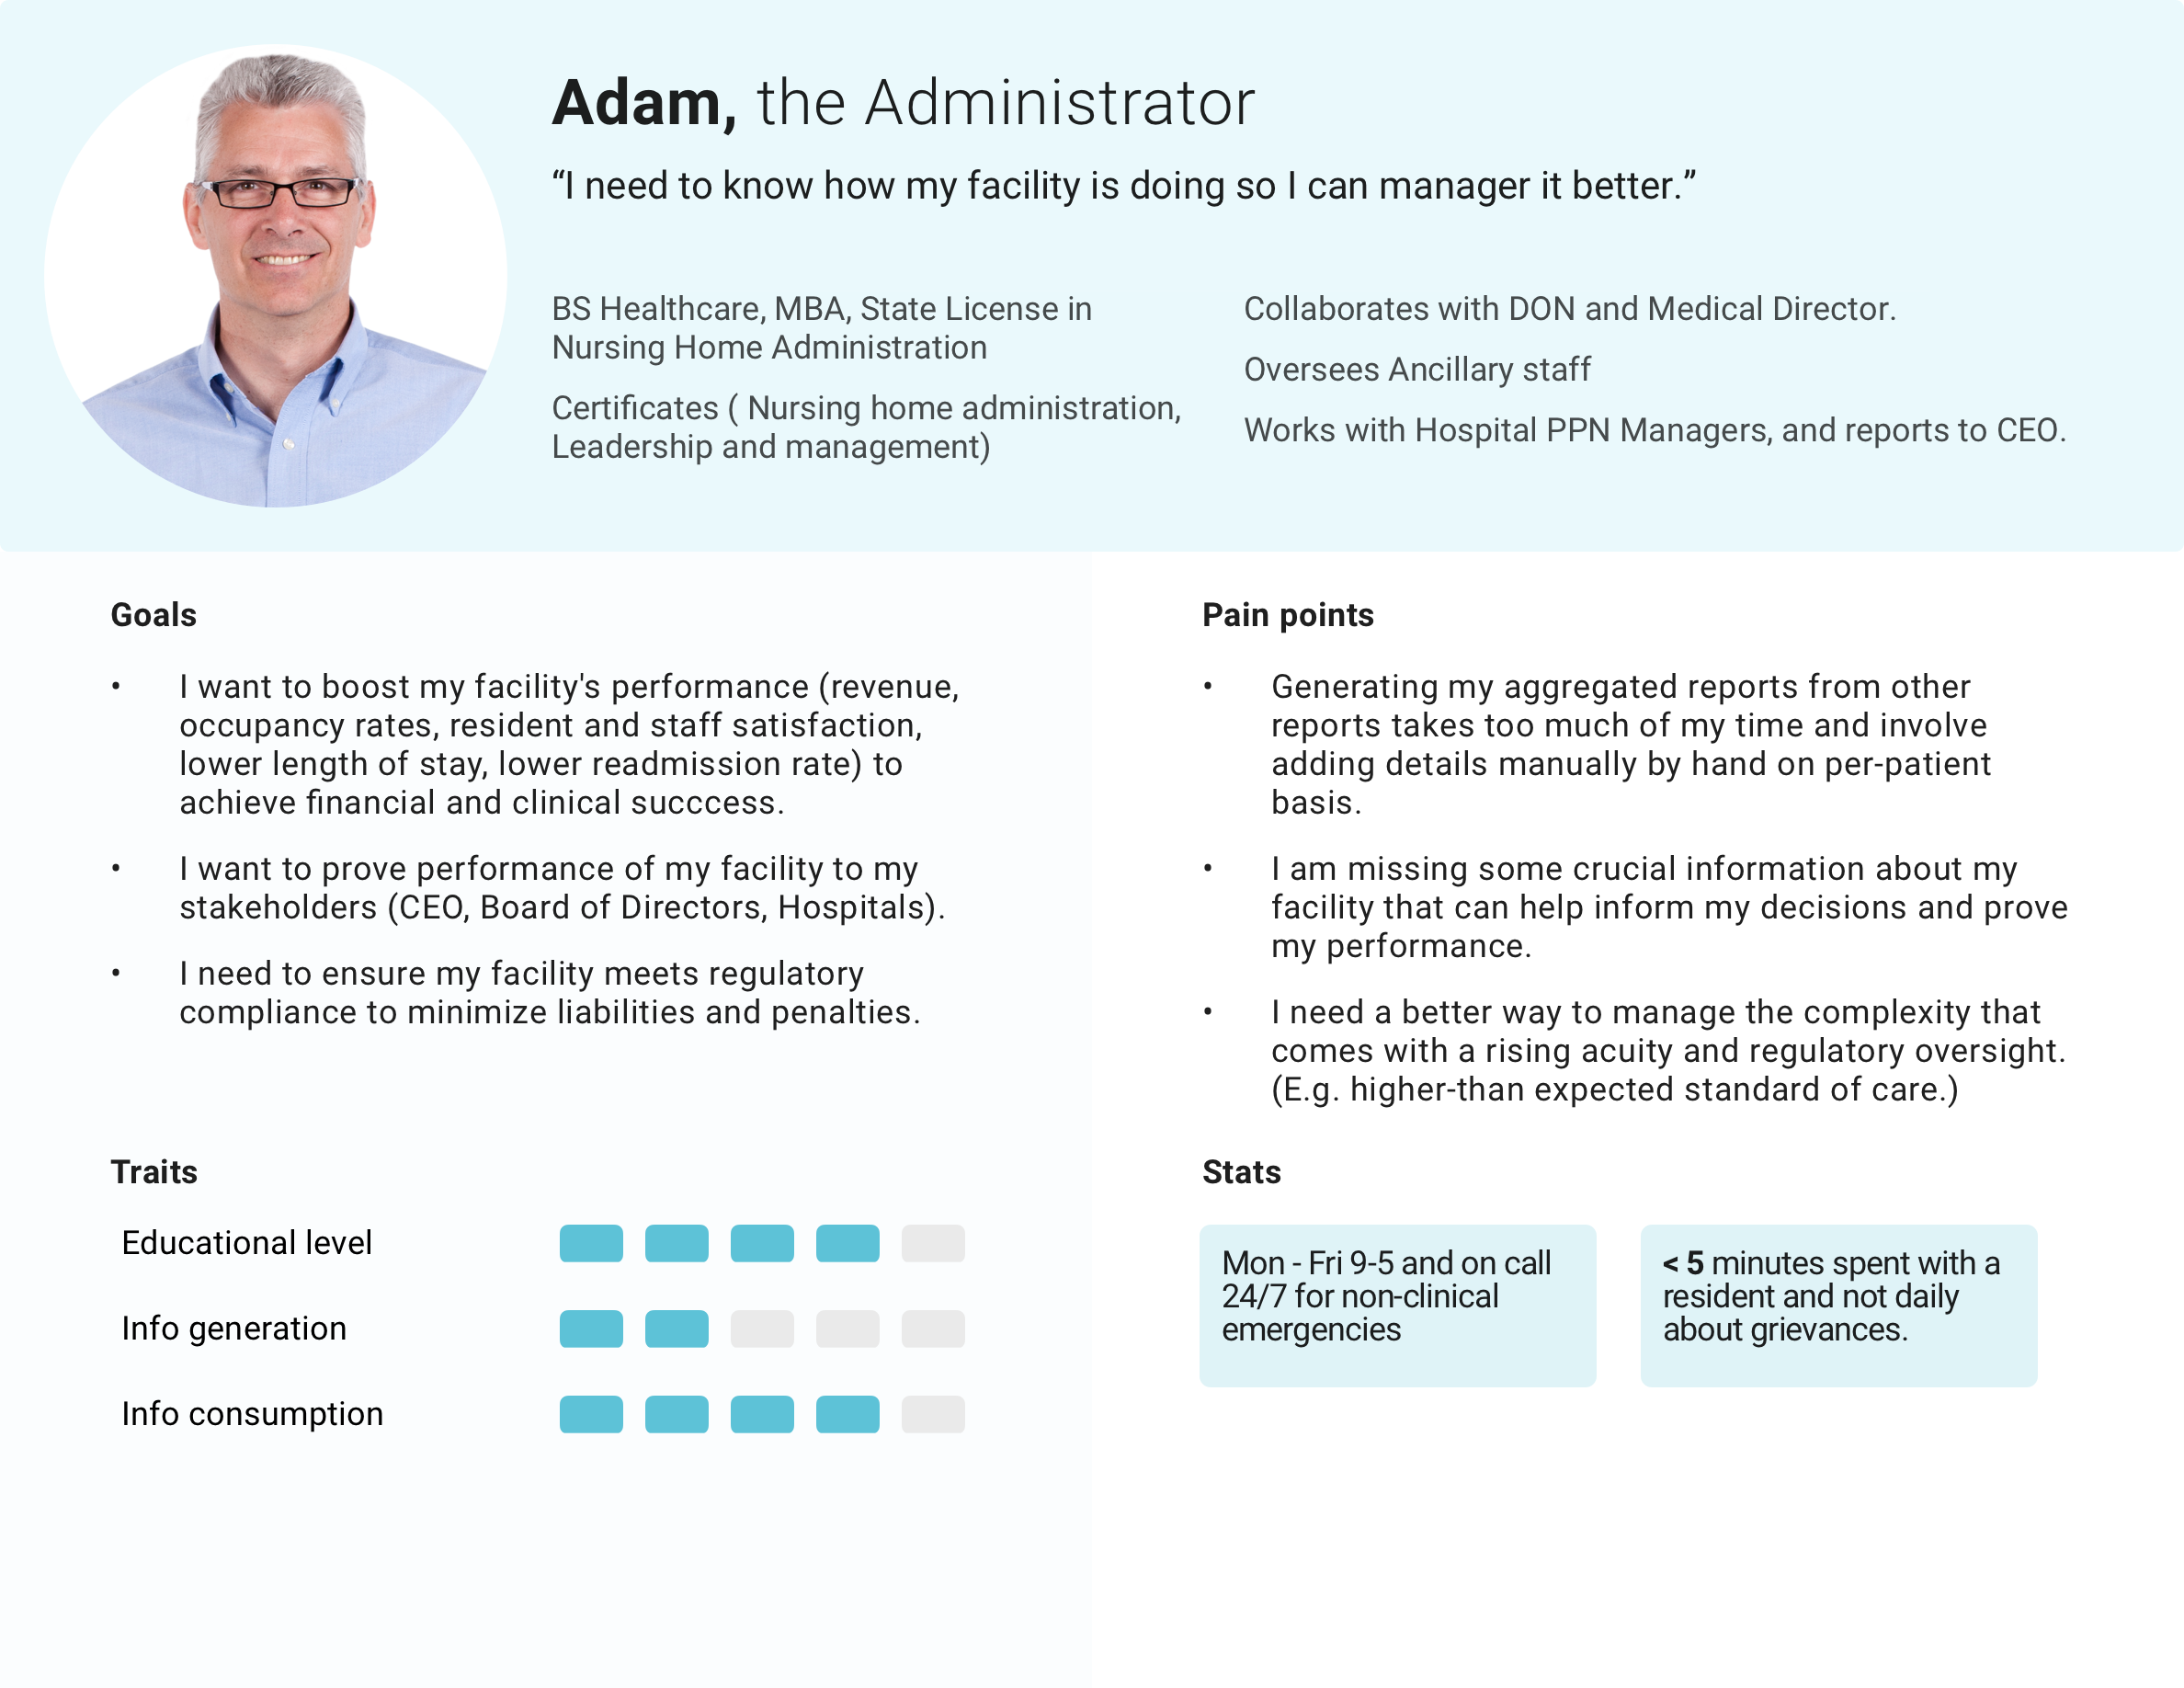 Adam, the Administrator
“I need to know how my facility is doing so I can manager it better.”
BS Healthcare, MBA, State License in
Nursing Home Administration
Certificates ( Nursing home administration,
Leadership and management)
Collaborates with DON and Medical Director.
Oversees Ancillary staff
Works with Hospital PPN Managers, and reports to CEO.
Goals
• I want to boost my facility's performance (revenue,
occupancy rates, resident and staff satisfaction,
lower length of stay, lower readmission rate) to
achieve financial and clinical succcess.
• I want to prove performance of my facility to my
stakeholders (CEO, Board of Directors, Hospitals).
• I need to ensure my facility meets regulatory
compliance to minimize liabilities and penalties.
Pain points
• Generating my aggregated reports from other
reports takes too much of my time and involve
adding details manually by hand on per-patient
basis.
• I am missing some crucial information about my
facility that can help inform my decisions and prove
my performance.
• I need a better way to manage the complexity that
comes with a rising acuity and regulatory oversight.
(E.g. higher-than expected standard of care.)
Traits
Educational level
Info generation
Info consumption
Stats
Mon - Fri 9-5 and on call
24/7 for non-clinical
emergencies
< 5 minutes spent with a
resident and not daily
about grievances.